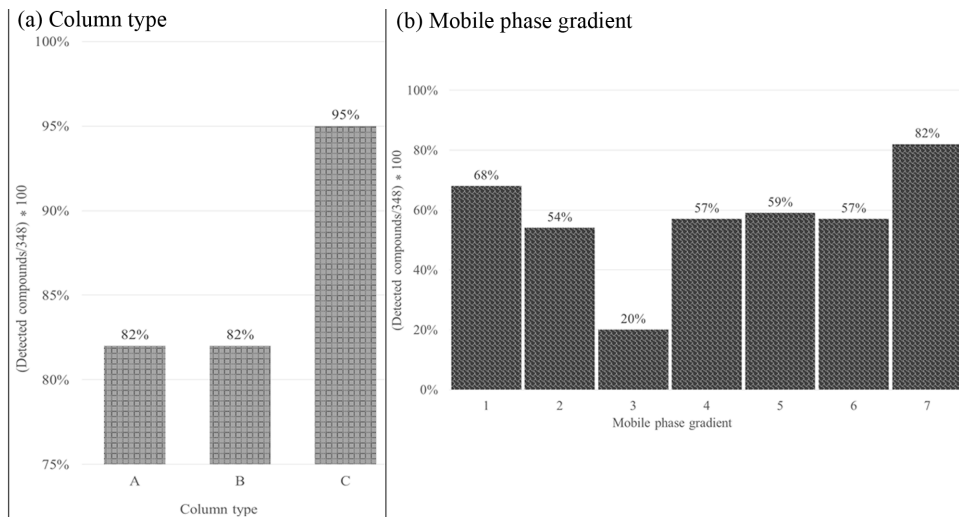 (a) Column type
100%
95%
90%
85%
80%
75%
(Detected compounds/348) * 100
82%
82%
95%
A B C
Column type
(b) Mobile phase gradient
100%
80%
60%
40%
20%
0%
(Detected compounds/348) * 100
68%
54%
20%
57%
59%
57%
82%
1 2 3 4 5 6 7
Mobile phase gradient